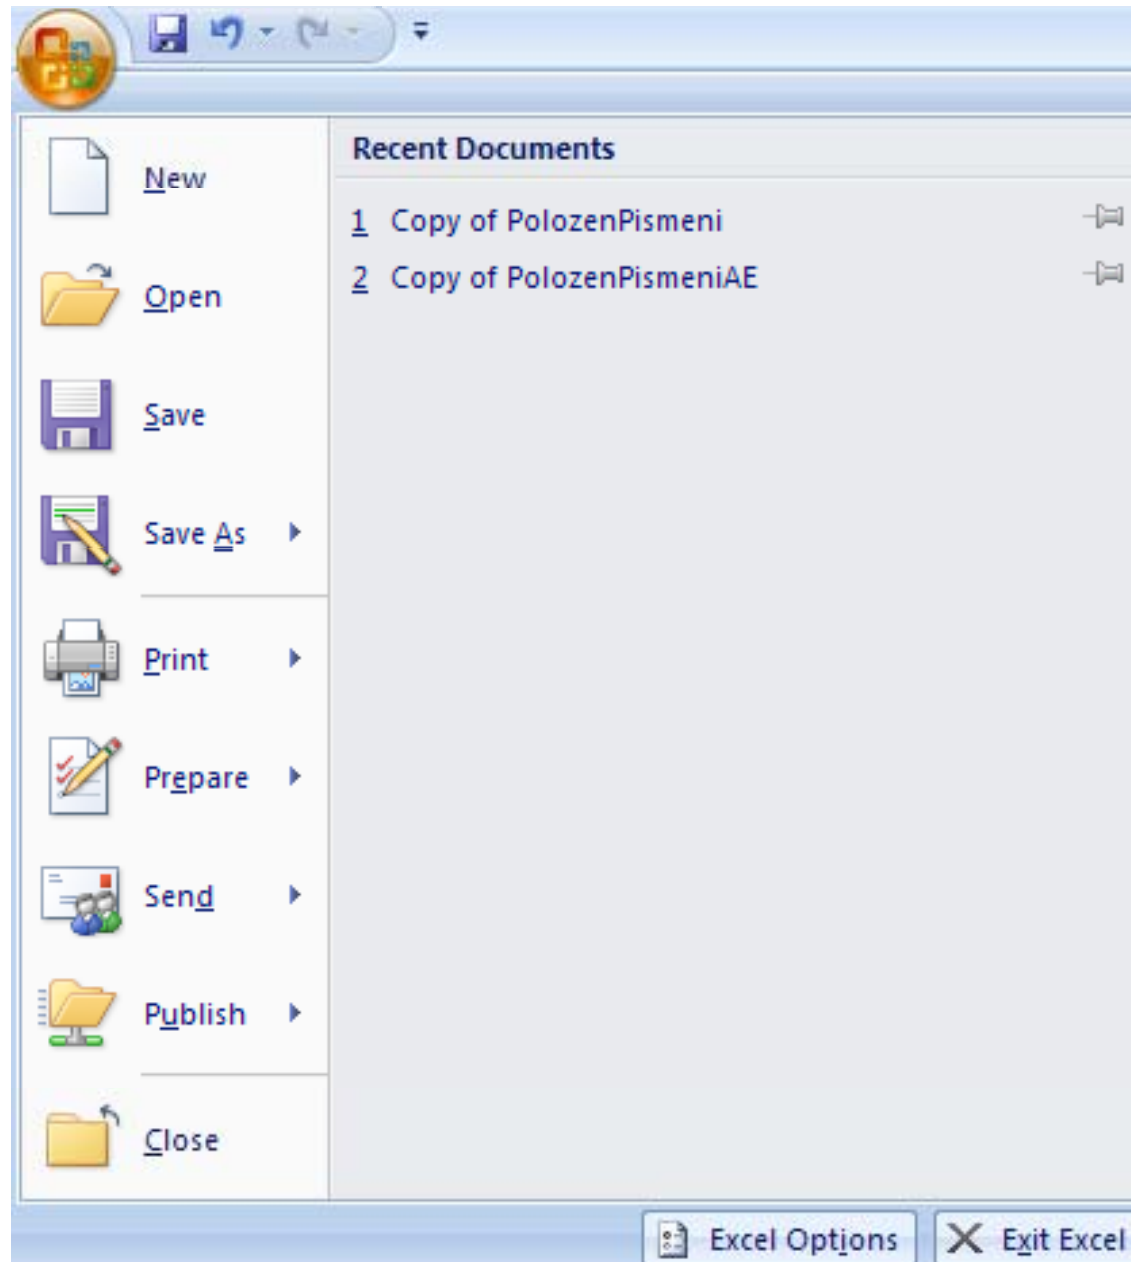 New
Open
Save
Save As
Print
Prepare
Send
Publish
Close
Recent Documents
1 Copy of PolozenPismeni
2 Copy of PolozenPismeniAE
Excel Options
Exit Excel